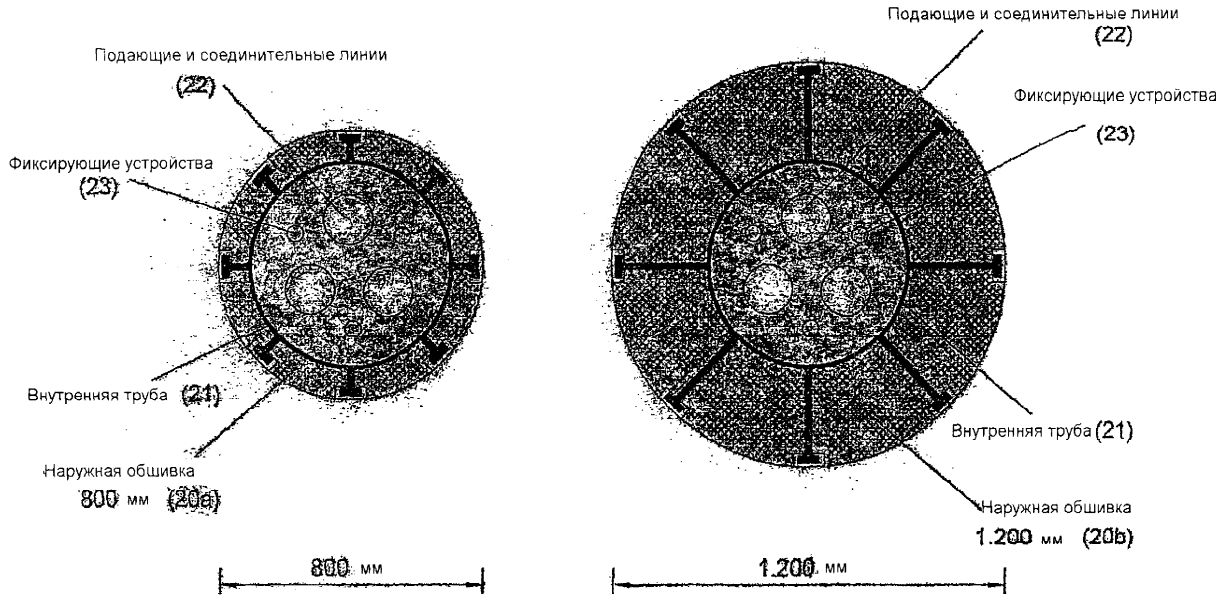 Подающие и соединительные линии
(22)
Фиксирующие устройства
(23)
Внутренняя труба (21)
Наружная обшивка
800 мм (20a)
800 мм
Подающие и соединительные линии
(22)
Фиксирующие устройства
(23)
Внутренняя труба (21)
Наружная обшивка
1.200 мм (20b)
1.200 мм